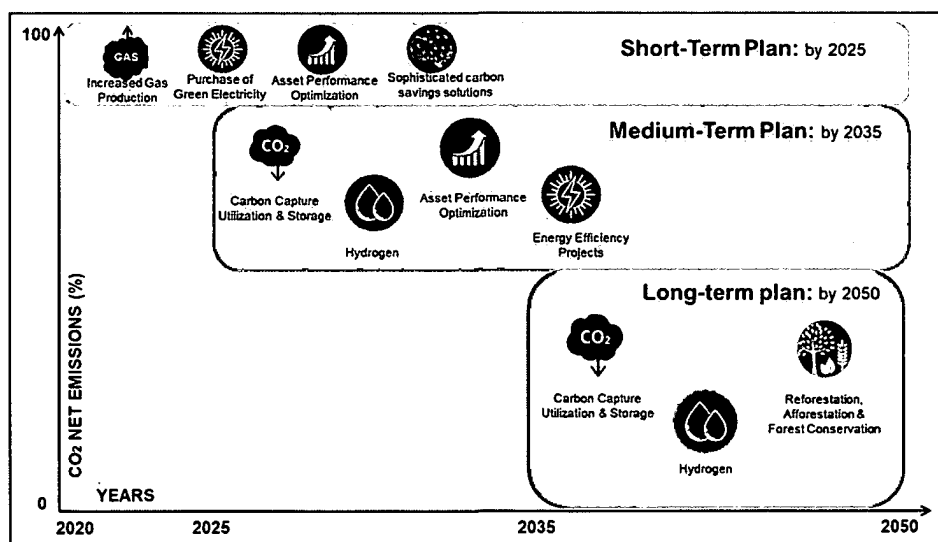 100
GAS
Increased Gas
Production
Purchase of
Green Electricity
Asset Performance
Optimization
Sophisticated carbon
savings solutions
Short-Term Plan: by 2025
Medium-Term Plan: by 2035
CO₂
Carbon Capture
Utilization & Storage
Hydrogen
Asset Performance
Optimization
Energy Efficiency
Projects
Long-term plan: by 2050
CO₂
Carbon Capture
Utilization & Storage
Hydrogen
Reforestation,
Afforestation &
Forest Conservation
CO₂ NET EMISSIONS (%)
0
YEARS
2020
2025
2035
2050